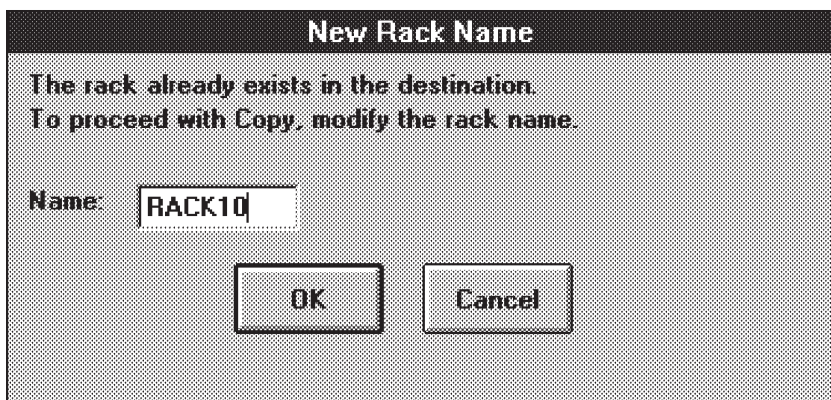 New Rack Name
The rack already exists in the destination.
To proceed with Copy, modify the rack name.
Name: RACK10
OK Cancel